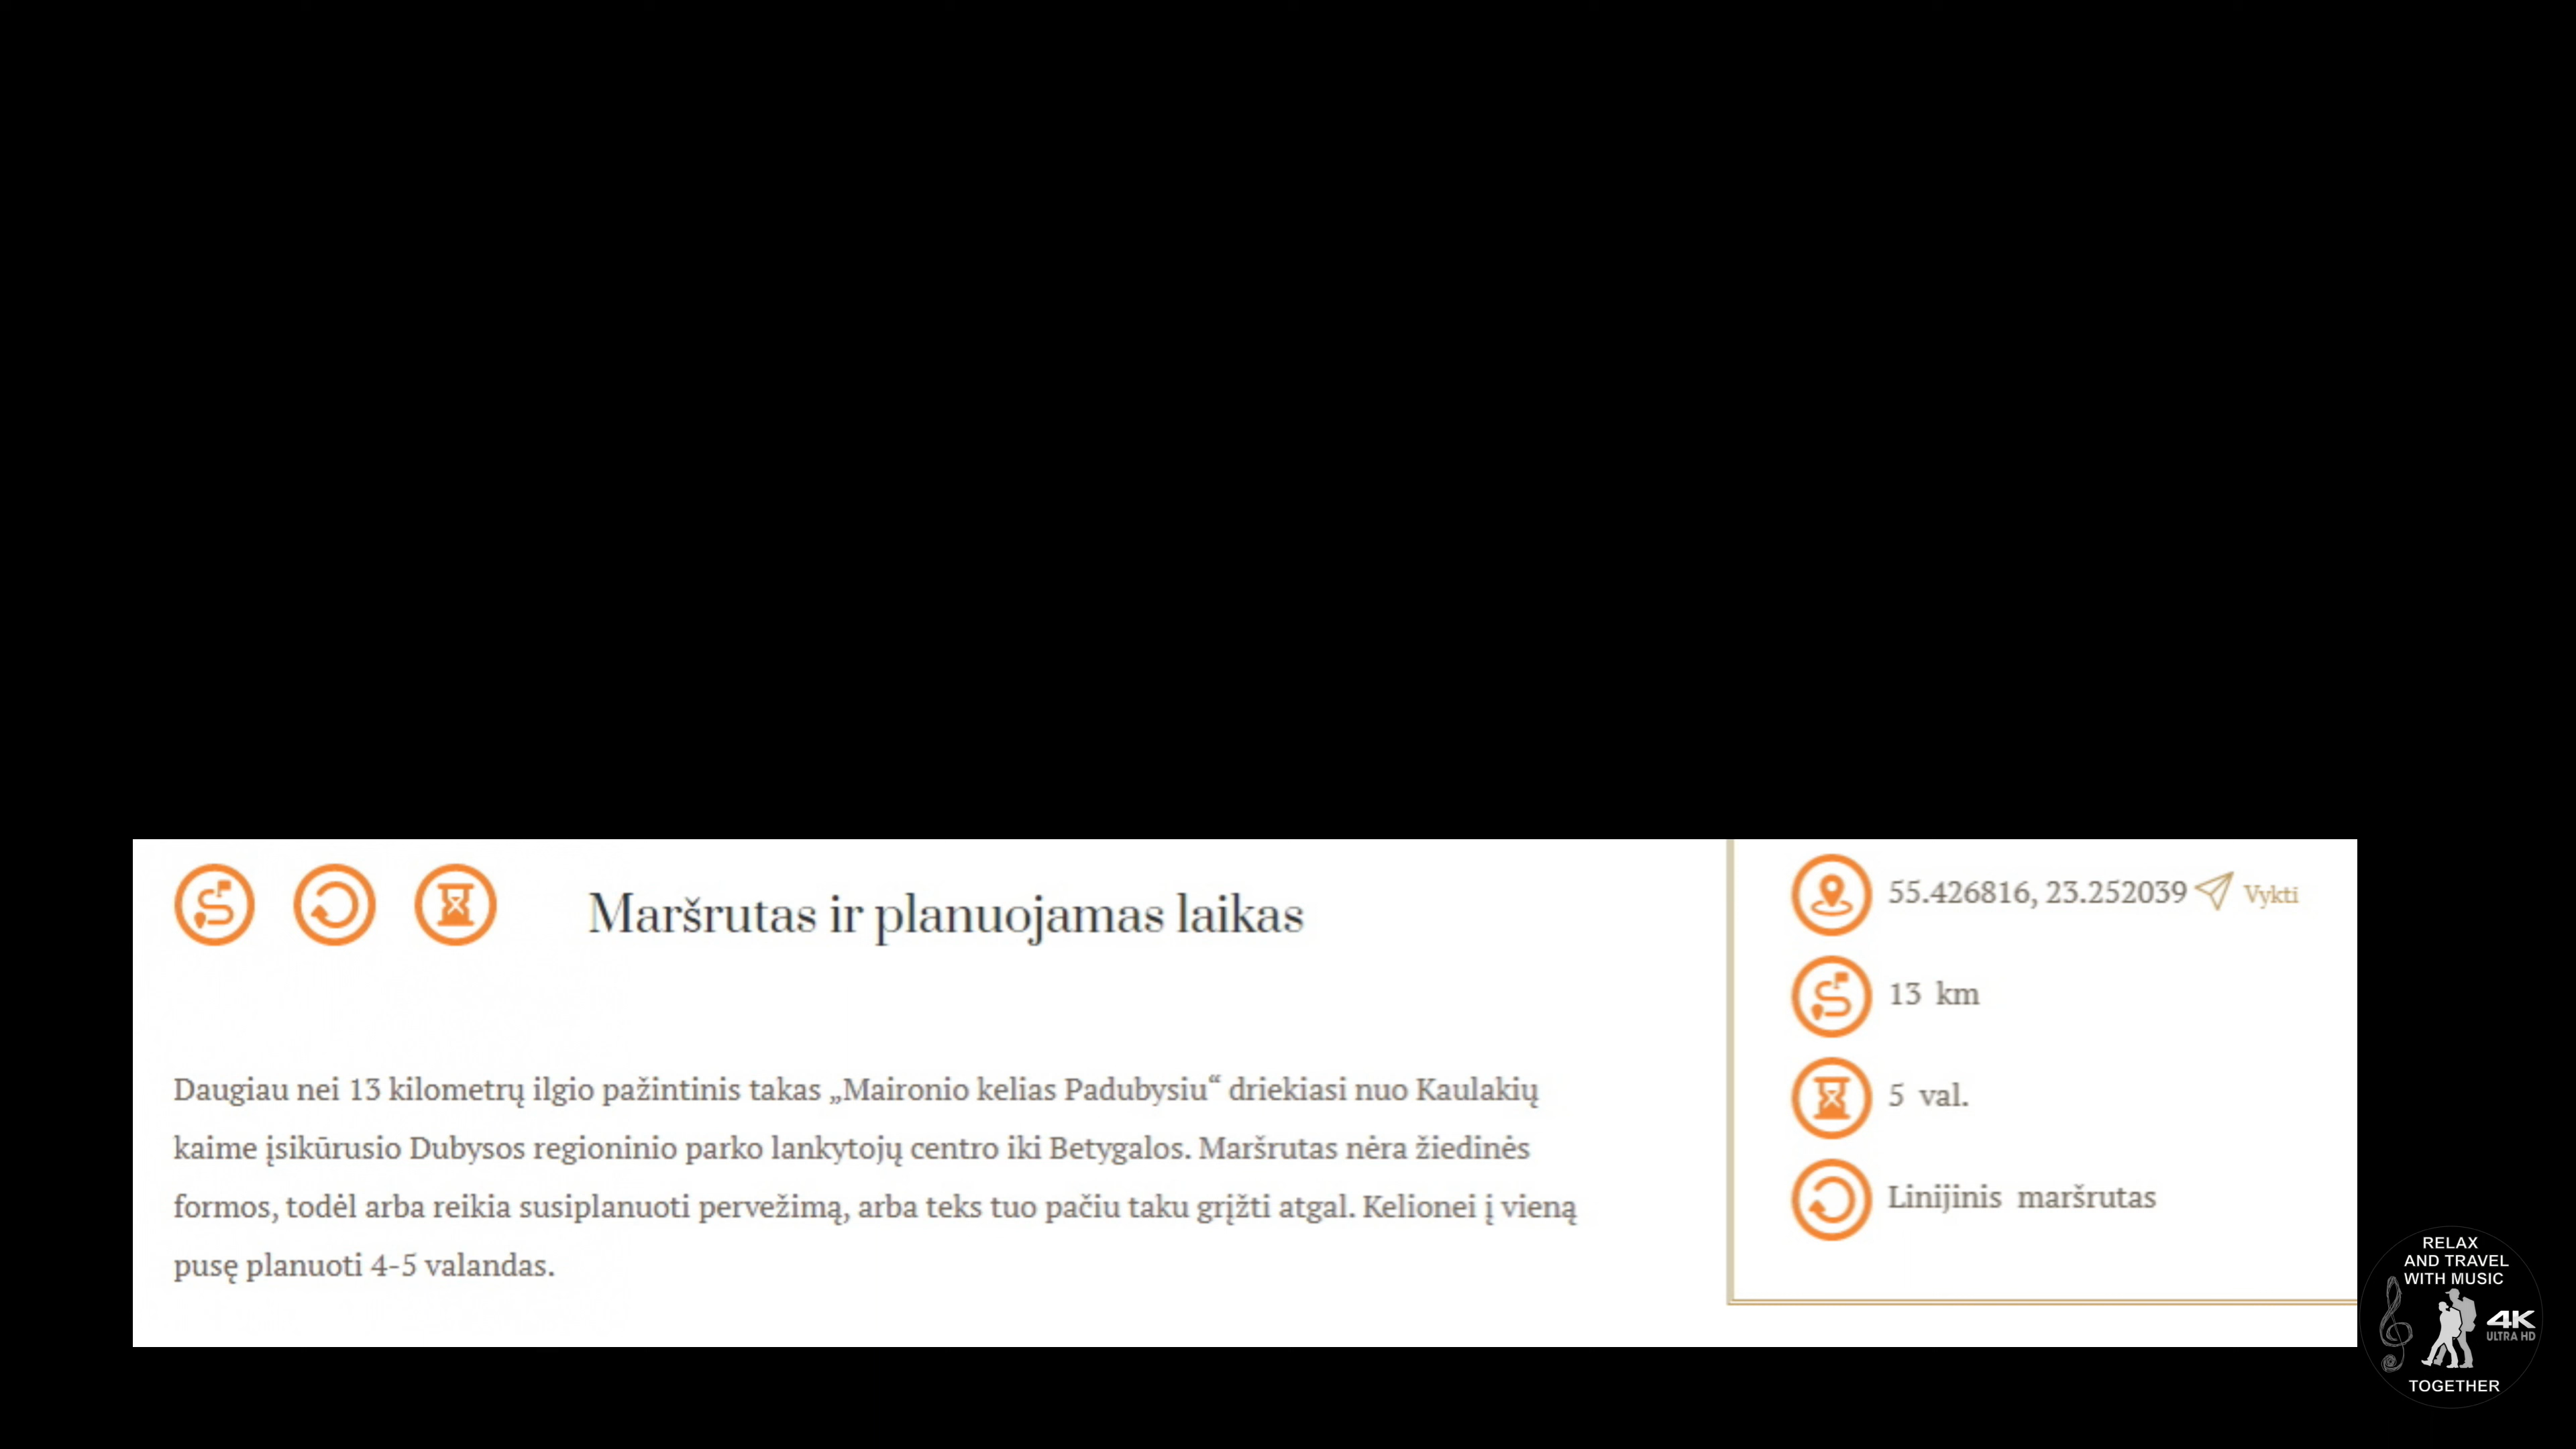 Maršrutas ir planuojamas laikas
Daugiau nei 13 kilometrų ilgio pažintinis takas „Maironio kelias Padubysiu“ driekiasi nuo Kaulakių
kaime įsikūrusio Dubysos regioninio parko lankytojų centro iki Betygalos. Maršrutas nėra žiedinės
formos, todėl arba reikia susiplanuoti pervežimą, arba teks tuo pačiu taku grįžti atgal. Kelionei į vieną
pusę planuoti 4-5 valandas.
55.426816, 23.252039 Vykti
13 km
5 val.
Linijinis maršrutas
RELAX
AND TRAVEL
WITH MUSIC
4K
ULTRA HD
TOGETHER